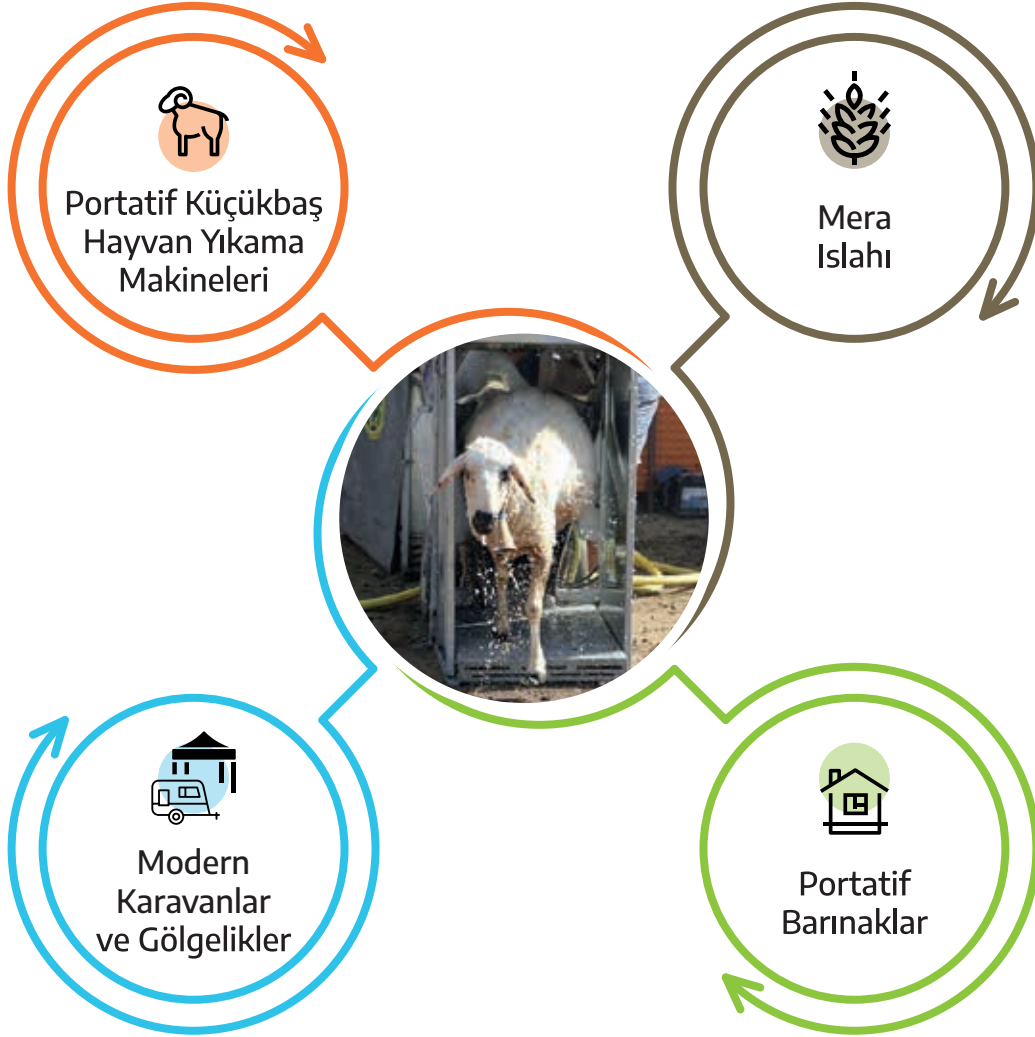 Portatif Küçükbaş
Hayvan Yıkama
Makineleri
Mera
Islahı
Modern
Karavanlar
ve Gölgelikler
Portatif
Barınaklar